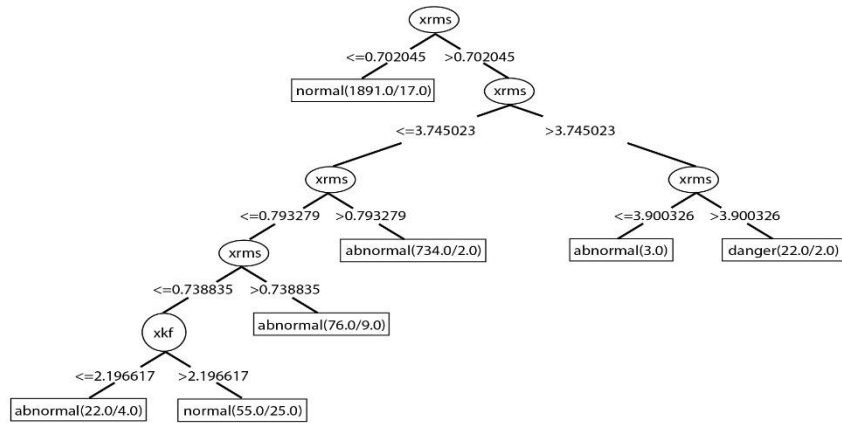 xrms
<=0.702045 >0.702045
normal(1891.0/17.0)
xrms
<=3.745023 >3.745023
xrms xrms
<=0.793279 >0.793279 <=3.900326 >3.900326
xrms abnormal(734.0/2.0) abnormal(3.0) danger(22.0/2.0)
<=0.738835 >0.738835
xkf abnormal(76.0/9.0)
<=2.196617 >2.196617
abnormal(22.0/4.0) normal(55.0/25.0)